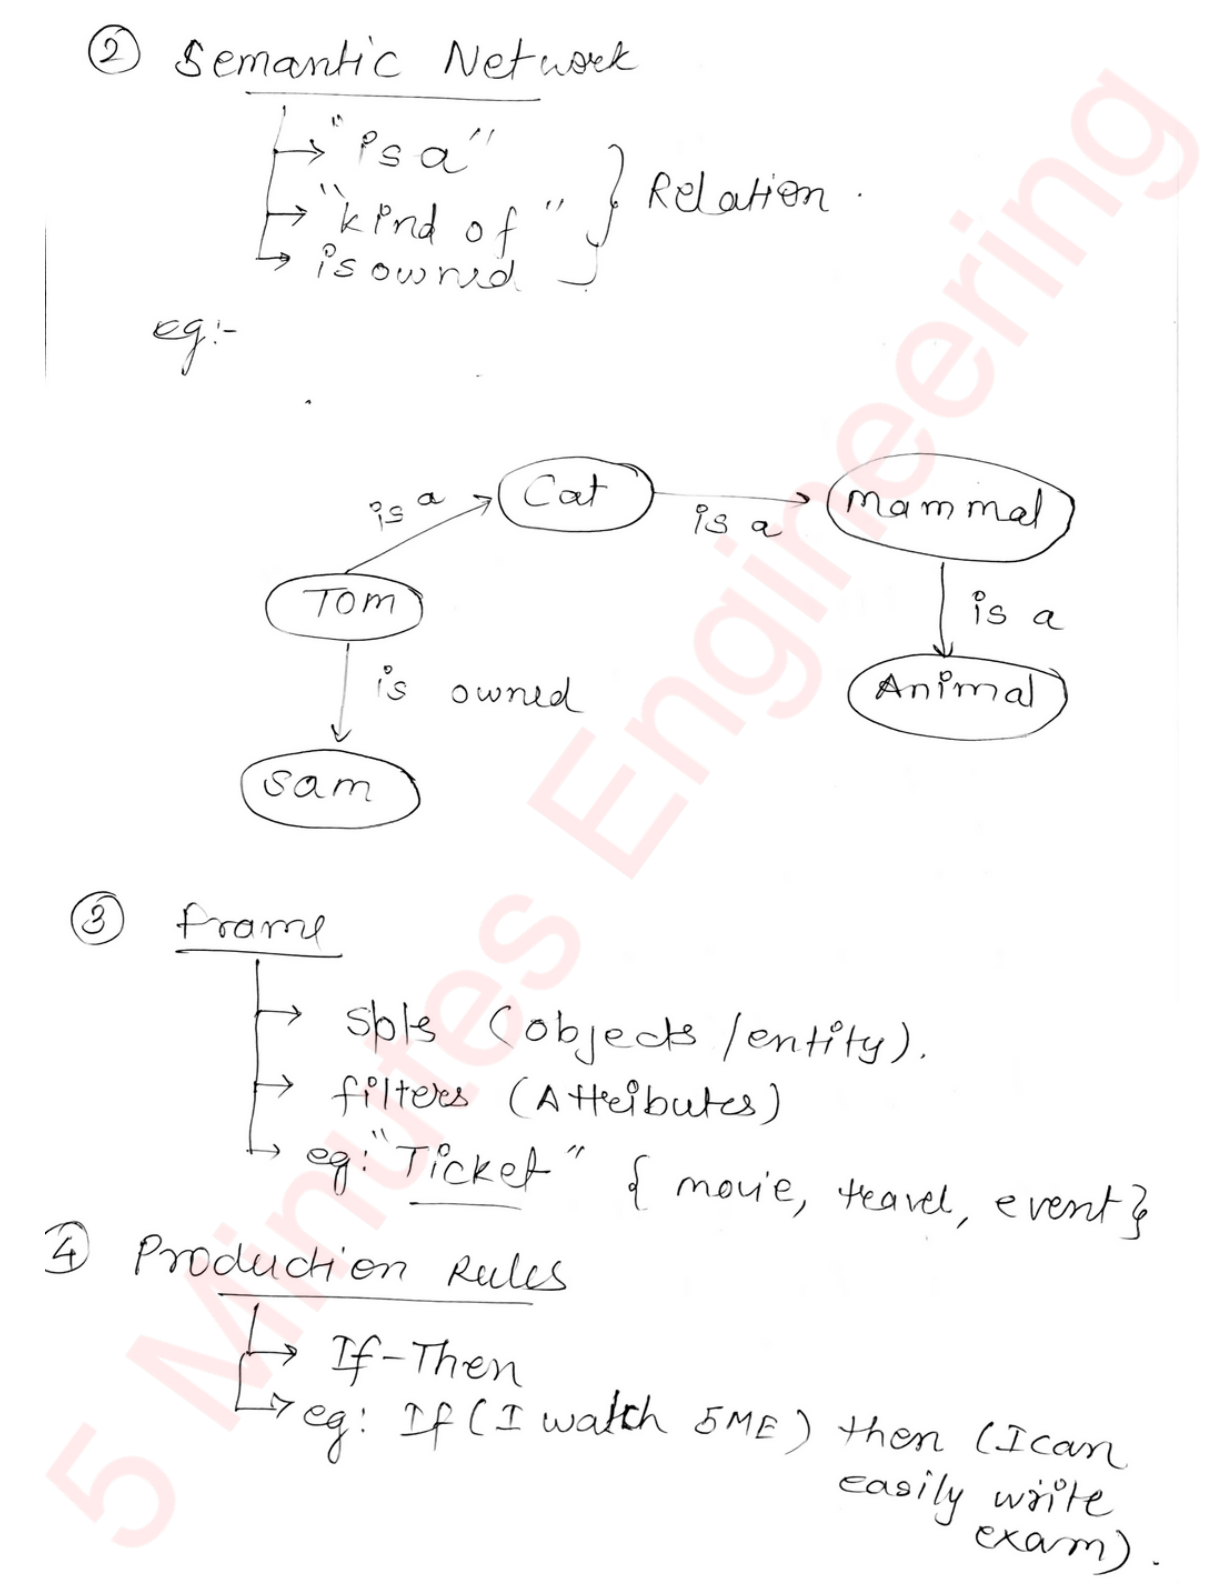 ② Semantic Network
"is a"
"kind of" } Relation.
is owned
eg:-
is a Cat is a Mammal
Tom is a
is owned Animal
Sam
③ frame
(objects/entity).
filters (Attributes)
eg: "Ticket" { movie, travel, event}
④ Production Rules
If-Then
eg: If (I watch 5ME) then (I can
easily write
exam).
5 Minutes Engineering